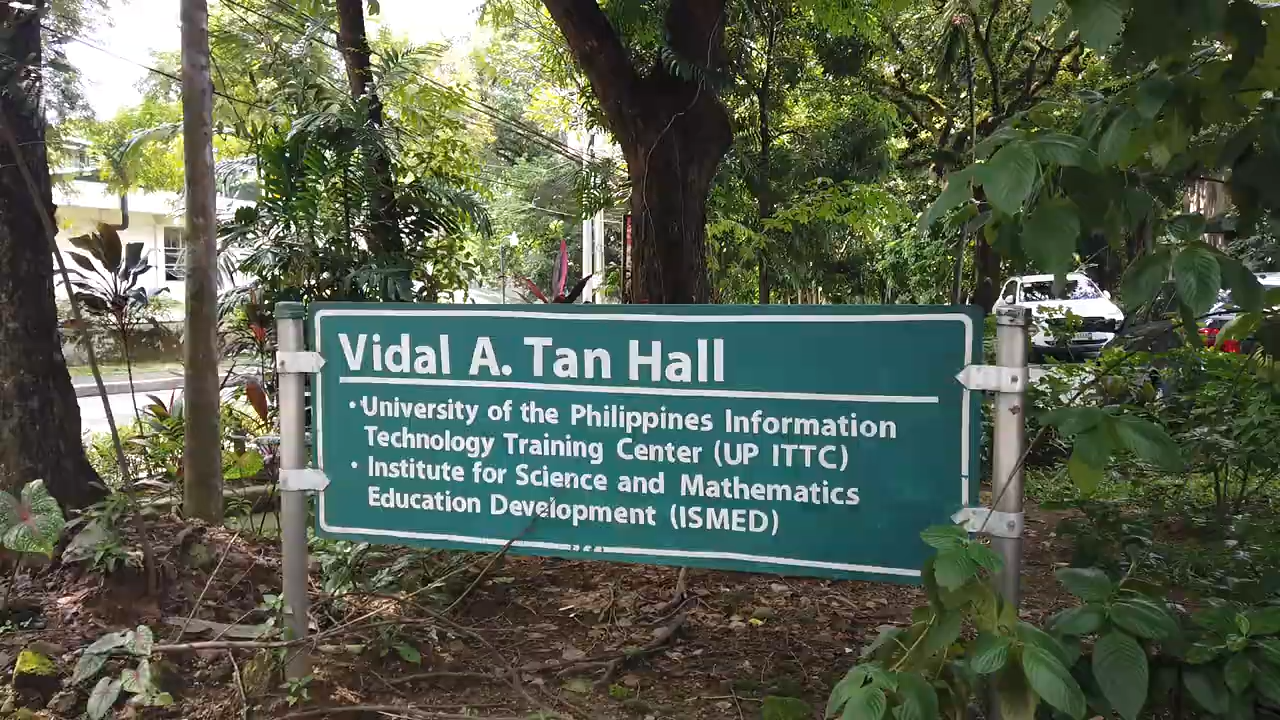 Vidal A. Tan Hall
• University of the Philippines Information
Technology Training Center (UP ITTC)
• Institute for Science and Mathematics
Education Development (ISMED)